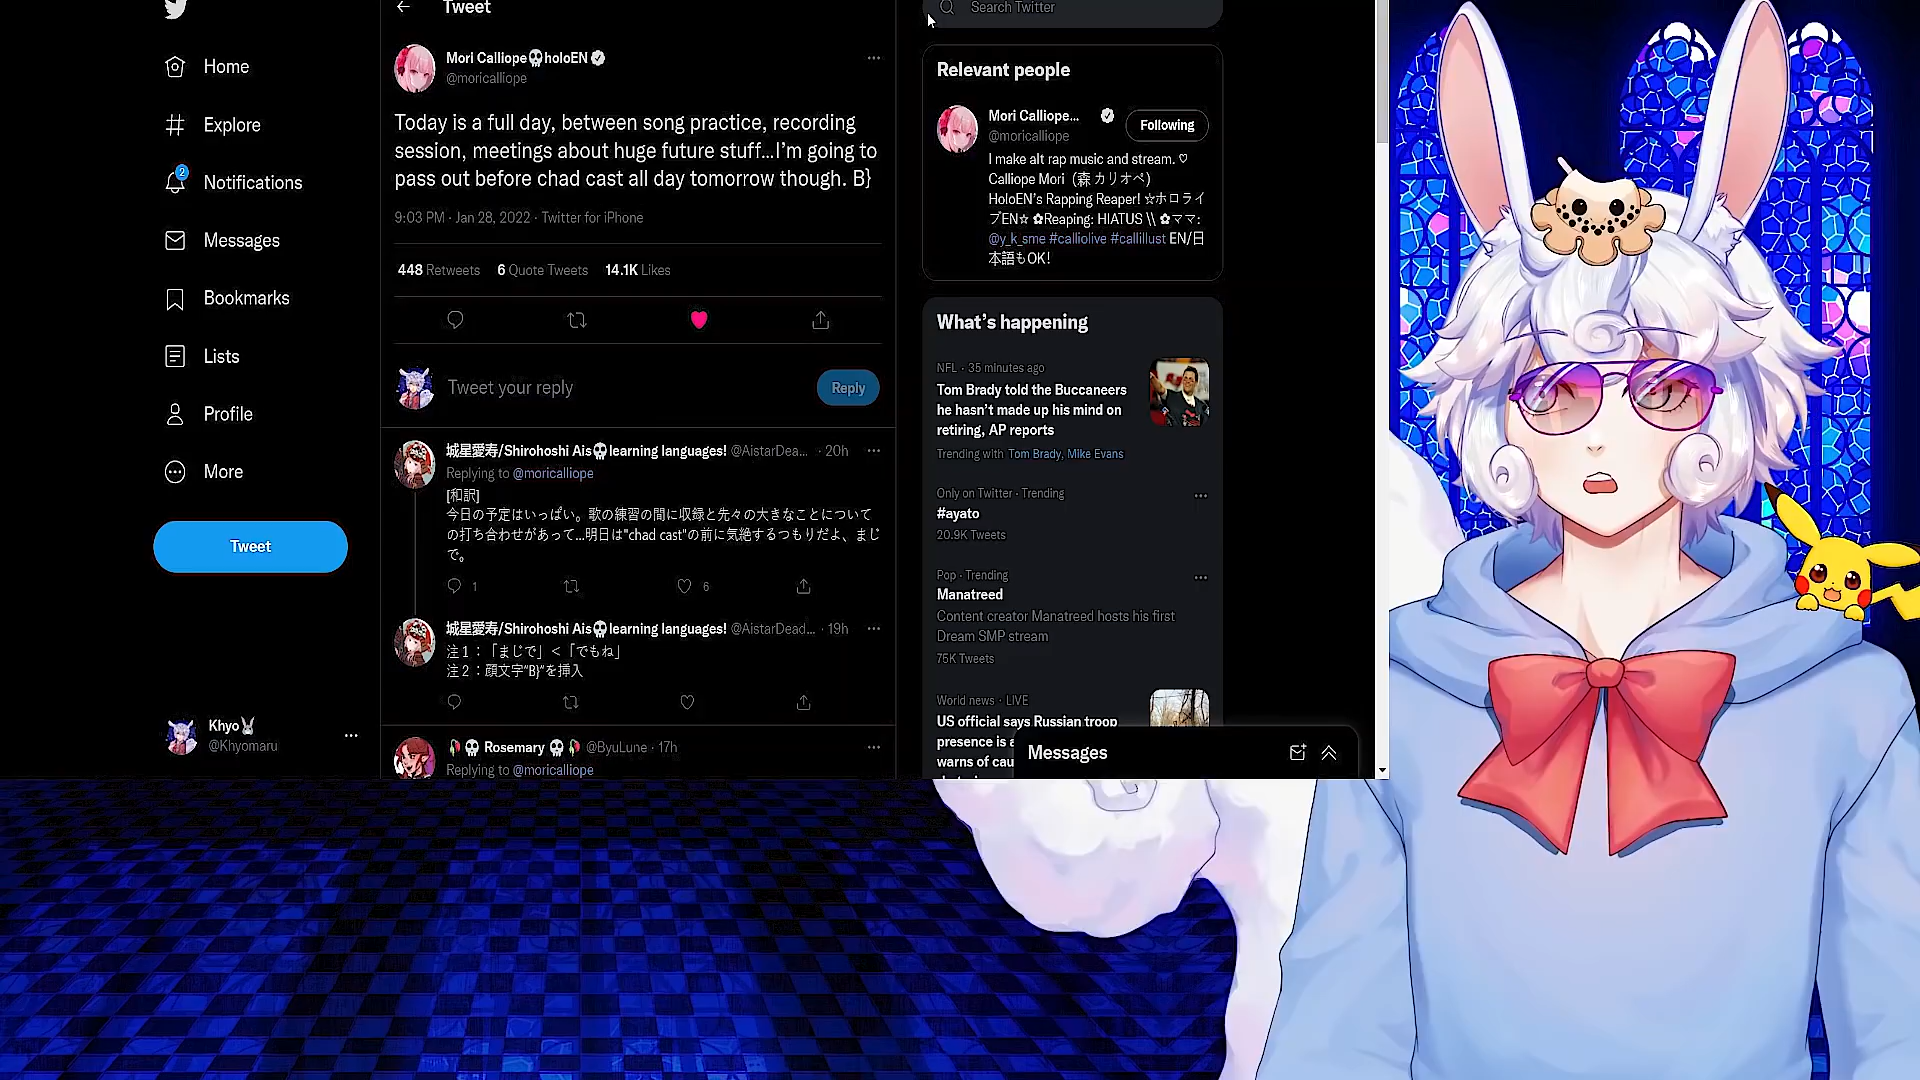 Tweet
Search Twitter
Home
Explore
2
Notifications
Messages
Bookmarks
Lists
Profile
More
Tweet
Khyo🐰
@Khyomaru
Mori Calliope💀holoEN
@moricalliope
Today is a full day, between song practice, recording
session, meetings about huge future stuff...I'm going to
pass out before chad cast all day tomorrow though. B}
9:03 PM · Jan 28, 2022 · Twitter for iPhone
448 Retweets 6 Quote Tweets 14.1K Likes
Tweet your reply
Reply
城星愛寿/Shirohoshi Ais💀learning languages! @AistarDea... · 20h
Replying to @moricalliope
[和訳]
今日の予定はいっぱい。歌の練習の間に収録と先々の大きなことについて
の打ち合わせがあって...明日は"chad cast"の前に気絶するつもりだよ、まじ
で。
1
6
城星愛寿/Shirohoshi Ais💀learning languages! @AistarDead... · 19h
注1：「まじで」<「でもね」
注2：顔文字“B}”を挿入
🥀💀 Rosemary 💀🥀 @ByuLune · 17h
Replying to @moricalliope
Relevant people
Mori Calliope...
@moricalliope
Following
I make alt rap music and stream. ♡
Calliope Mori（森カリオペ）
HoloEN's Rapping Reaper! ☆ホロライ
ブEN☆ ✿Reaping: HIATUS \\ ✿ママ:
@y_k_sme #calliolive #callillust EN/日
本語もOK!
What's happening
NFL · 35 minutes ago
Tom Brady told the Buccaneers
he hasn't made up his mind on
retiring, AP reports
Trending with Tom Brady, Mike Evans
Only on Twitter · Trending
#ayato
20.9K Tweets
Pop · Trending
Manatreed
Content creator Manatreed hosts his first
Dream SMP stream
75K Tweets
World news · LIVE
US official says Russian troop
presence is a
warns of cau
Messages